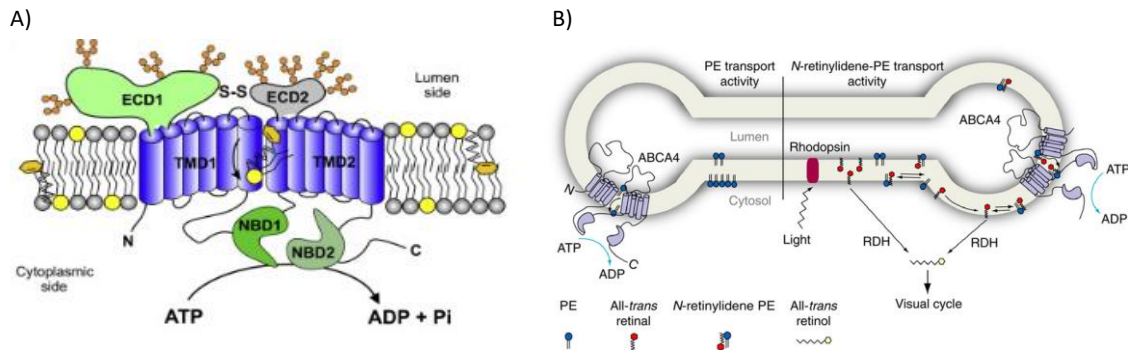 A)
ECD1
S-S
ECD2
Lumen side
TMD1
TMD2
N
NBD1
NBD2
C
Cytoplasmic side
ATP
ADP + Pi
B)
PE transport activity
N-retinylidene-PE transport activity
Lumen
Rhodopsin
ABCA4
ABCA4
Cytosol
N
Light
RDH
RDH
ATP
ADP
C
ATP
ADP
Visual cycle
PE
All-trans retinal
N-retinylidene PE
All-trans retinol